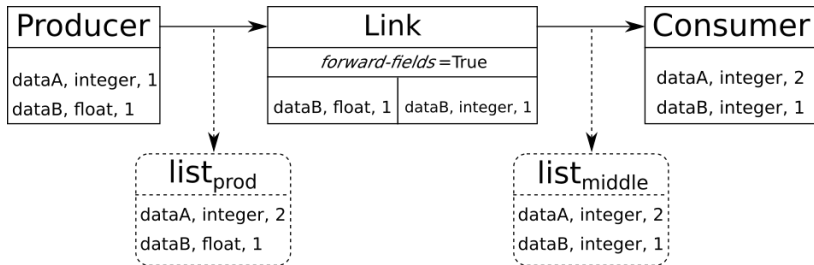 Producer
dataA, integer, 1
dataB, float, 1
Link
forward-fields=True
dataB, float, 1
dataB, integer, 1
Consumer
dataA, integer, 2
dataB, integer, 1
listprod
dataA, integer, 2
dataB, float, 1
listmiddle
dataA, integer, 2
dataB, integer, 1